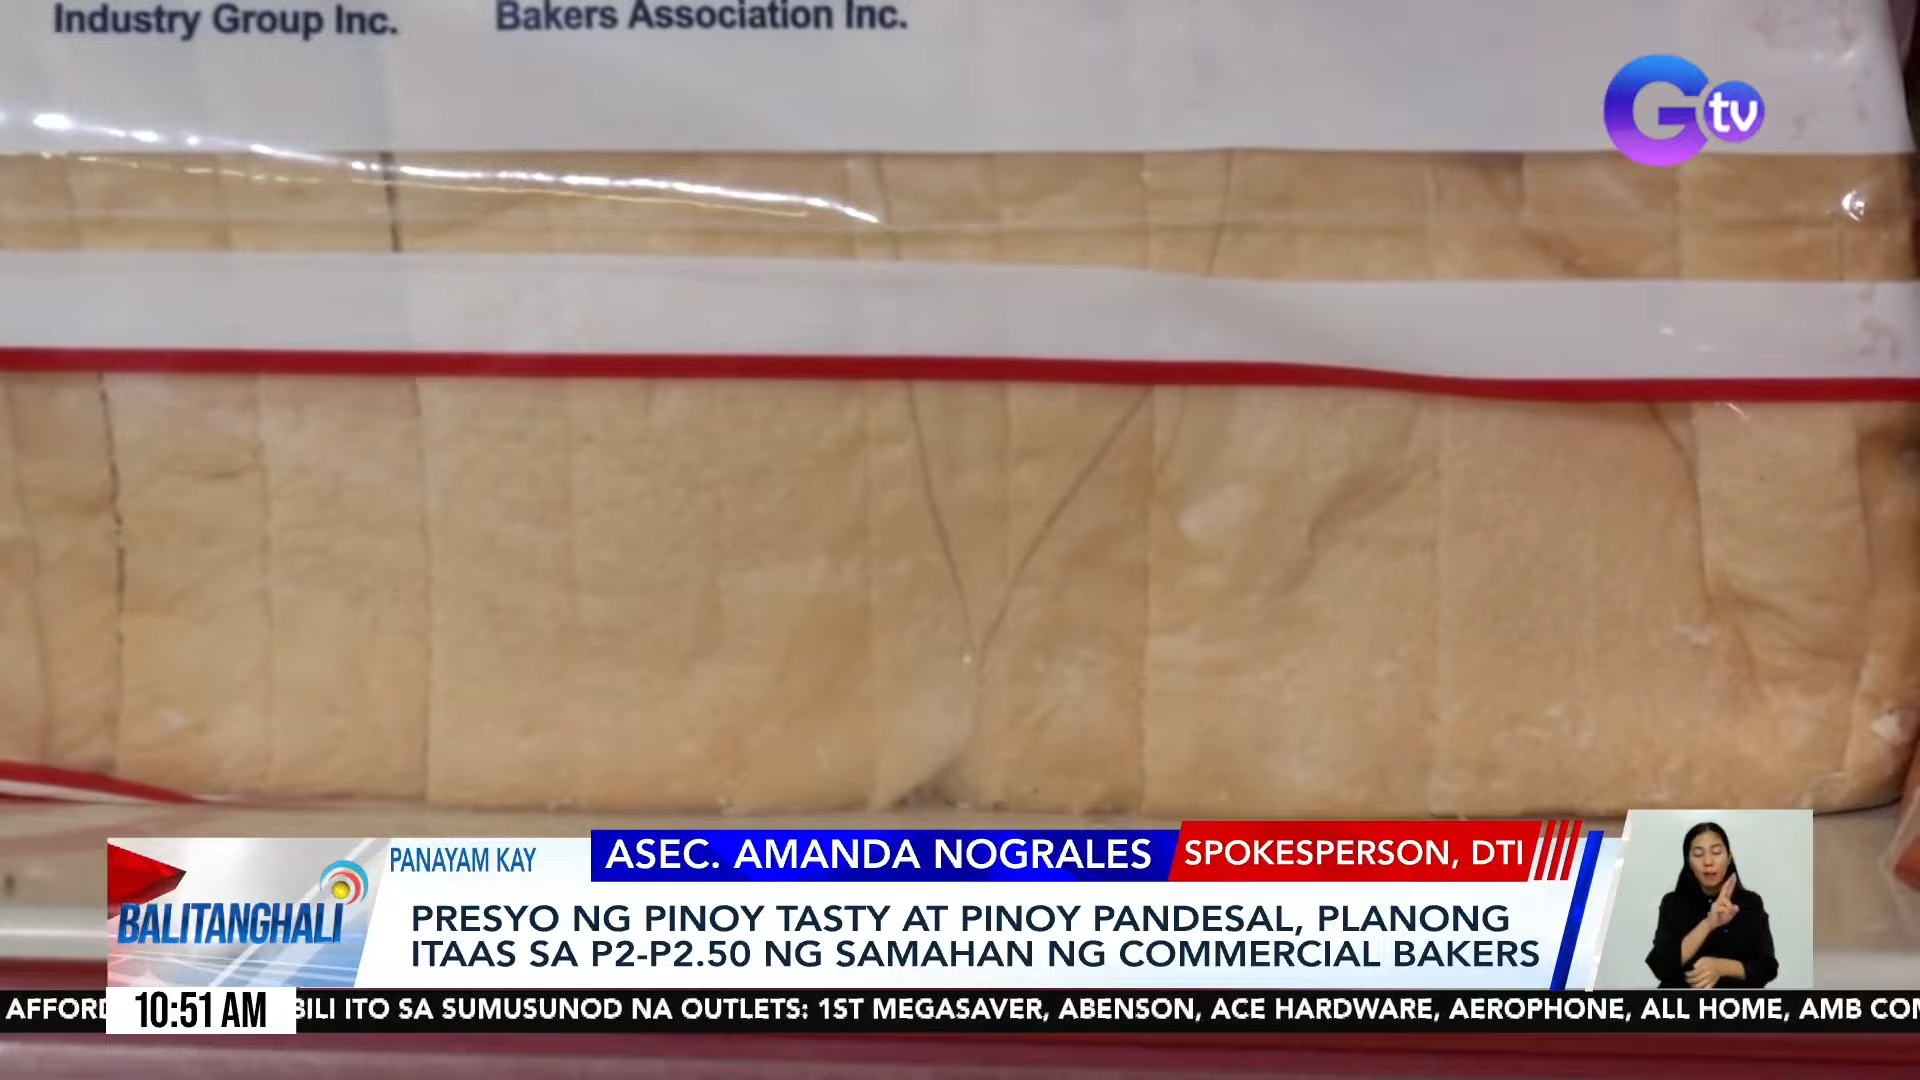 Industry Group Inc.
Bakers Association Inc.
G tv
PANAYAM KAY
ASEC. AMANDA NOGRALES
SPOKESPERSON, DTI
BALITANGHALI
PRESYO NG PINOY TASTY AT PINOY PANDESAL, PLANONG
ITAAS SA P2-P2.50 NG SAMAHAN NG COMMERCIAL BAKERS
10:51 AM
ITO SA SUMUSUNOD NA OUTLETS: 1ST MEGASAVER, ABENSON, ACE HARDWARE, AEROPHONE, ALL HOME, AMB